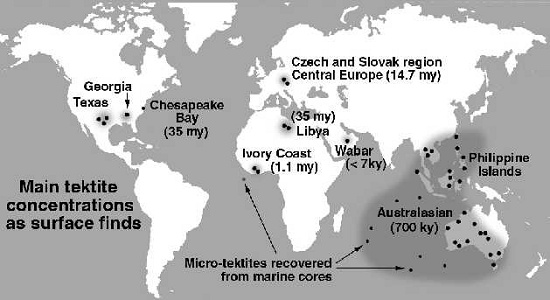 Czech and Slovak region
Central Europe (14.7 my)
Georgia
Texas
Chesapeake
Bay
(35 my)
(35 my)
Libya
Wabar
(< 7ky)
Ivory Coast
(1.1 my)
Philippine
Islands
Main tektite
concentrations
as surface finds
Australasian
(700 ky)
Micro-tektites recovered
from marine cores